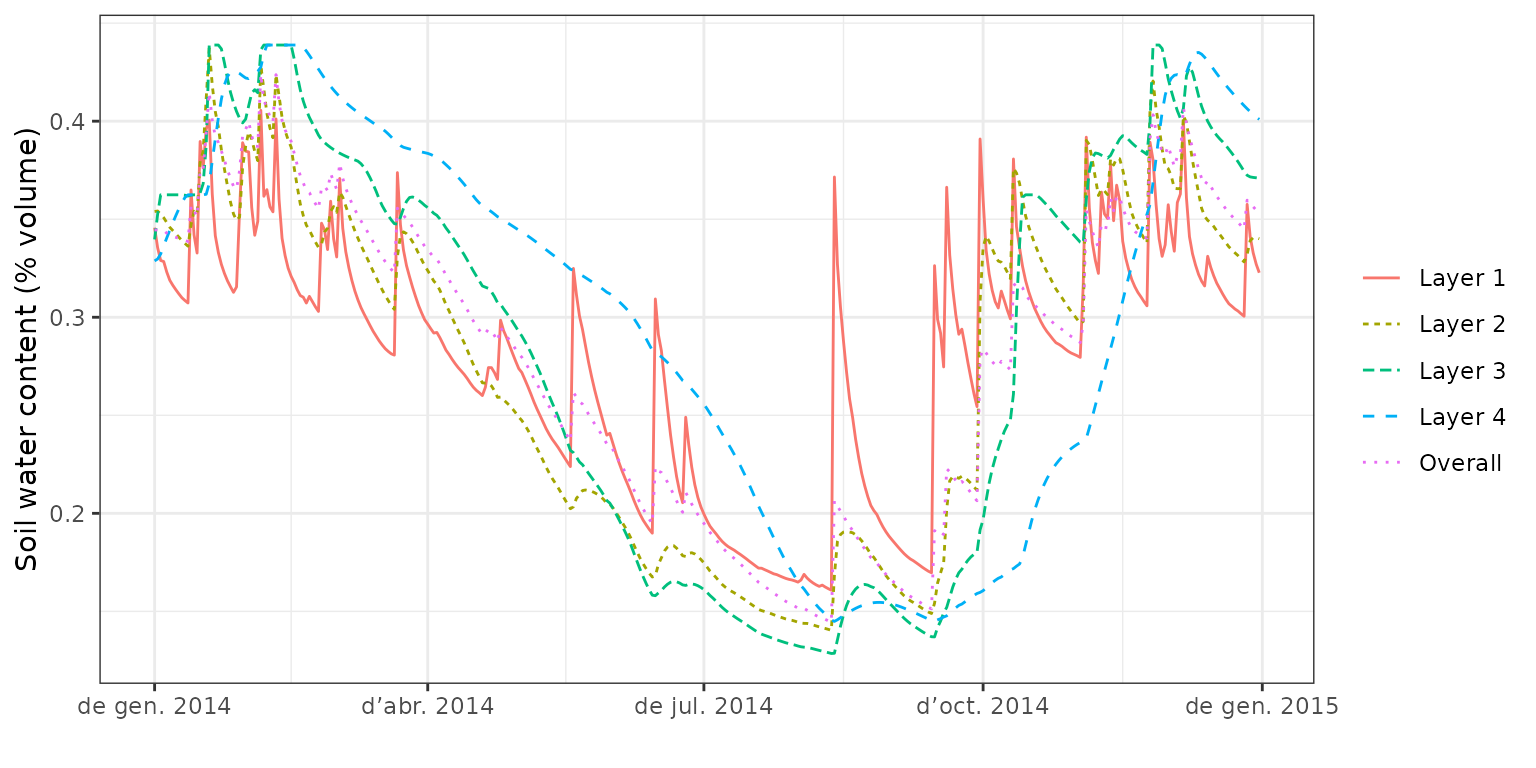 Soil water content (% volume)
0.4
0.3
0.2
de gen. 2014
d’abr. 2014
de jul. 2014
d’oct. 2014
de gen. 2015
Layer 1
Layer 2
Layer 3
Layer 4
Overall